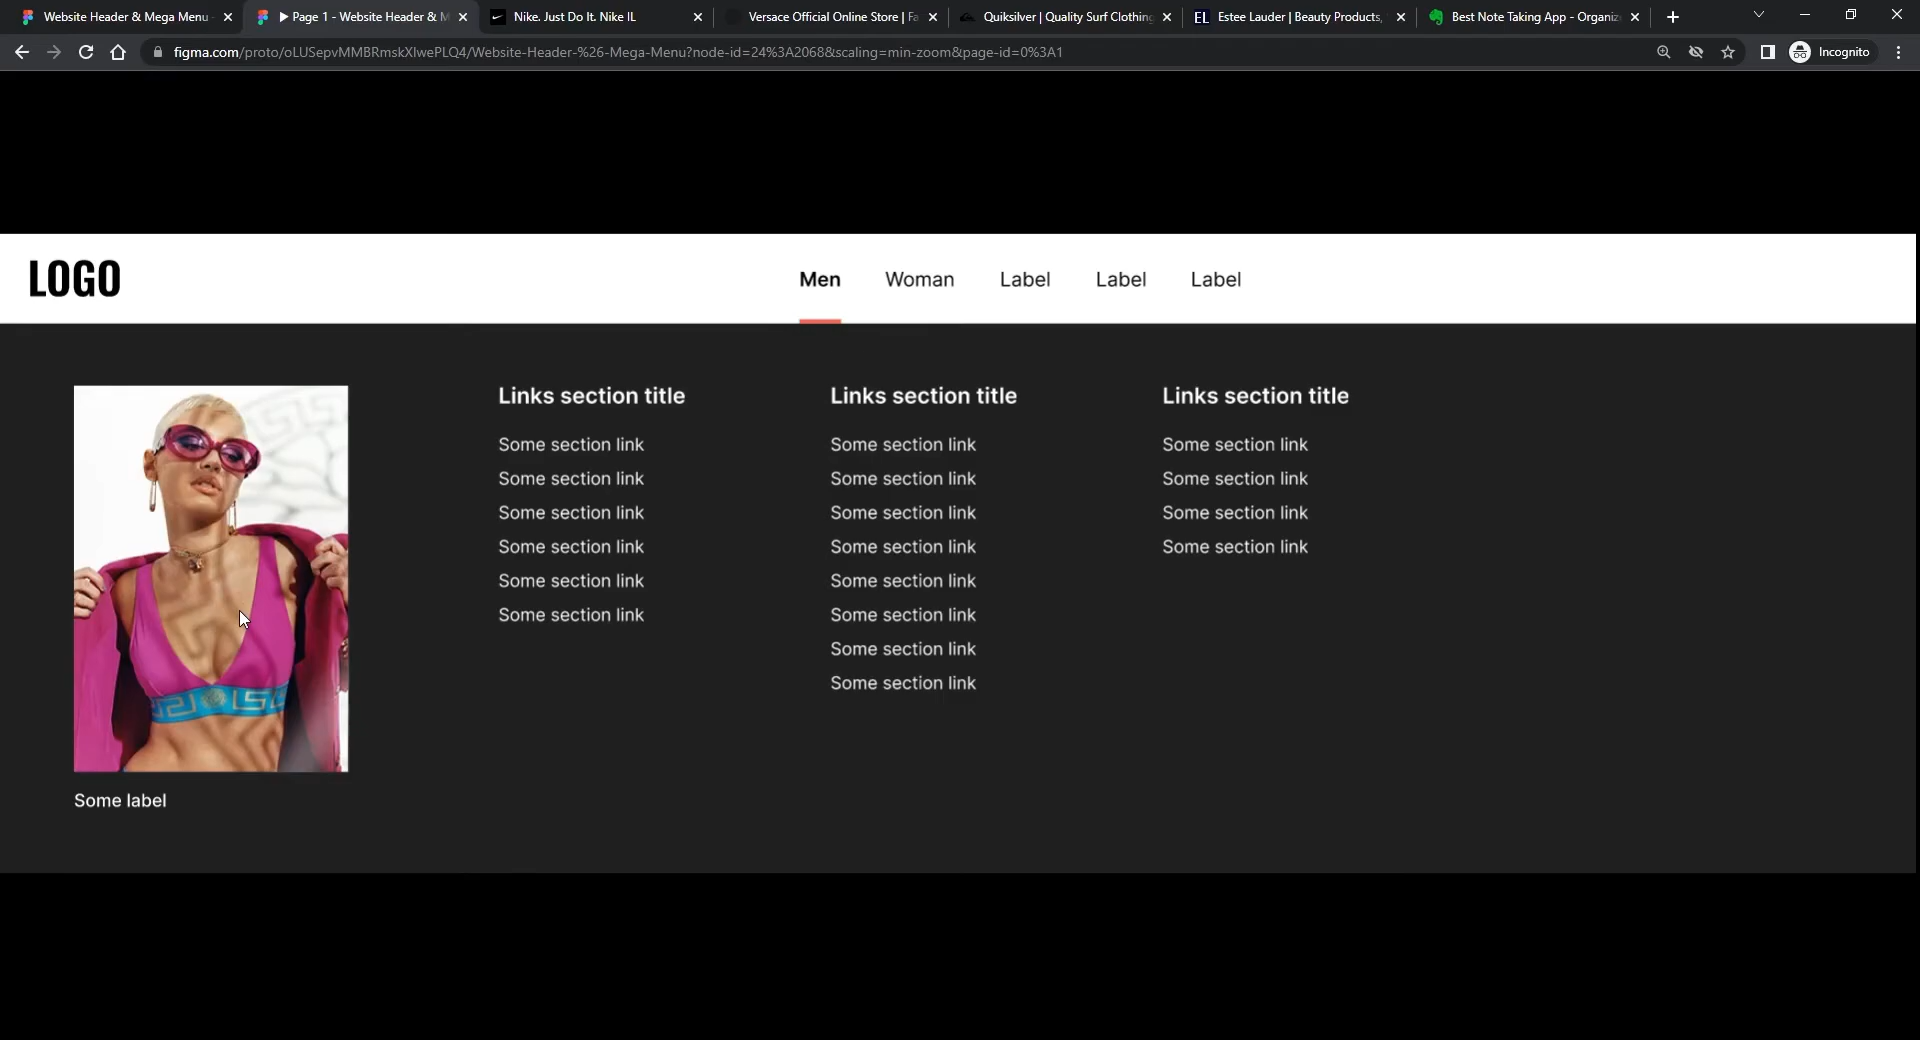 Website Header & Mega Menu
Page 1 - Website Header & M
Nike. Just Do It. Nike IL
Versace Official Online Store | Fa
Quiksilver | Quality Surf Clothing
EL Estee Lauder | Beauty Products,
Best Note Taking App - Organiz
figma.com/proto/oLUSepvMMBRmskXlwePLQ4/Website-Header-%26-Mega-Menu?node-id=24%3A2068&scaling=min-zoom&page-id=0%3A1
Incognito
LOGO
Men
Woman
Label
Label
Label
Links section title
Some section link
Some section link
Some section link
Some section link
Some section link
Some section link
Links section title
Some section link
Some section link
Some section link
Some section link
Some section link
Some section link
Some section link
Some section link
Links section title
Some section link
Some section link
Some section link
Some section link
Some label